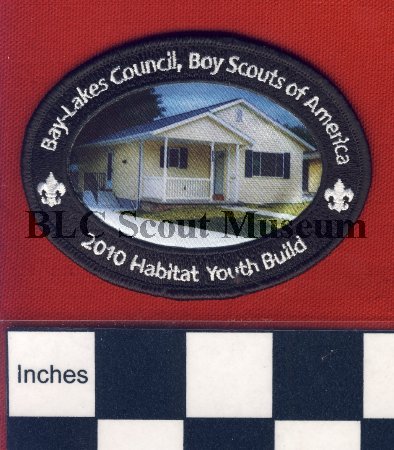 Bay-Lakes Council, Boy Scouts of America
BLC Scout Museum
2010 Habitat Youth Build
Inches